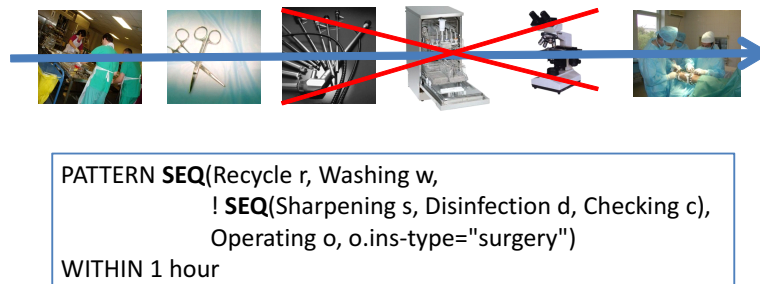 PATTERN SEQ(Recycle r, Washing w,
! SEQ(Sharpening s, Disinfection d, Checking c),
Operating o, o.ins-type="surgery")
WITHIN 1 hour